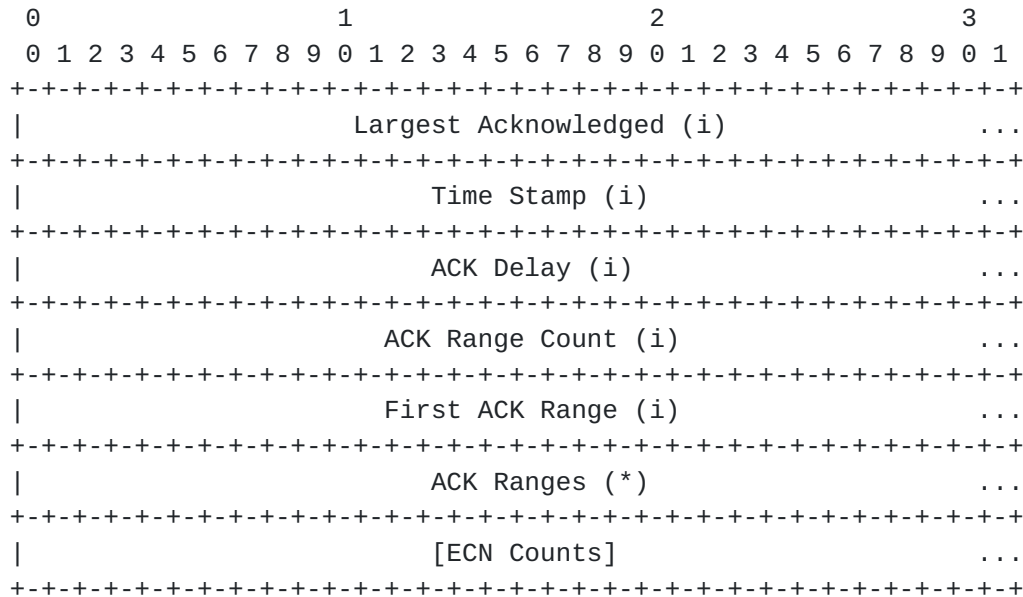 0                   1                   2                   3
 0 1 2 3 4 5 6 7 8 9 0 1 2 3 4 5 6 7 8 9 0 1 2 3 4 5 6 7 8 9 0 1
+-+-+-+-+-+-+-+-+-+-+-+-+-+-+-+-+-+-+-+-+-+-+-+-+-+-+-+-+-+-+-+-+
|                     Largest Acknowledged (i)                ...
+-+-+-+-+-+-+-+-+-+-+-+-+-+-+-+-+-+-+-+-+-+-+-+-+-+-+-+-+-+-+-+-+
|                          Time Stamp (i)                     ...
+-+-+-+-+-+-+-+-+-+-+-+-+-+-+-+-+-+-+-+-+-+-+-+-+-+-+-+-+-+-+-+-+
|                          ACK Delay (i)                      ...
+-+-+-+-+-+-+-+-+-+-+-+-+-+-+-+-+-+-+-+-+-+-+-+-+-+-+-+-+-+-+-+-+
|                       ACK Range Count (i)                   ...
+-+-+-+-+-+-+-+-+-+-+-+-+-+-+-+-+-+-+-+-+-+-+-+-+-+-+-+-+-+-+-+-+
|                       First ACK Range (i)                   ...
+-+-+-+-+-+-+-+-+-+-+-+-+-+-+-+-+-+-+-+-+-+-+-+-+-+-+-+-+-+-+-+-+
|                          ACK Ranges (*)                     ...
+-+-+-+-+-+-+-+-+-+-+-+-+-+-+-+-+-+-+-+-+-+-+-+-+-+-+-+-+-+-+-+-+
|                          [ECN Counts]                       ...
+-+-+-+-+-+-+-+-+-+-+-+-+-+-+-+-+-+-+-+-+-+-+-+-+-+-+-+-+-+-+-+-+